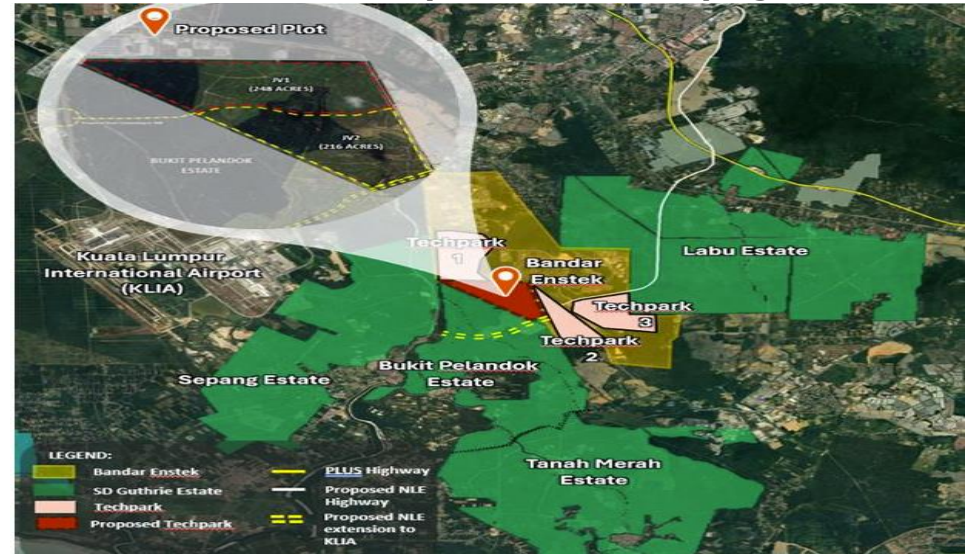 Proposed Plot
JV1
(248 ACRES)
JV2
(216 ACRES)
BUKIT PELANDOK
ESTATE
Techpark
1
Kuala Lumpur
International Airport
(KLIA)
Bandar
Enstek
Labu Estate
Techpark
3
Techpark
2
Sepang Estate
Bukit Pelandok
Estate
Tanah Merah
Estate
LEGEND:
Bandar Enstek
SD Guthrie Estate
Techpark
Proposed Techpark
PLUS Highway
Proposed NLE
Highway
Proposed NLE
extension to
KLIA